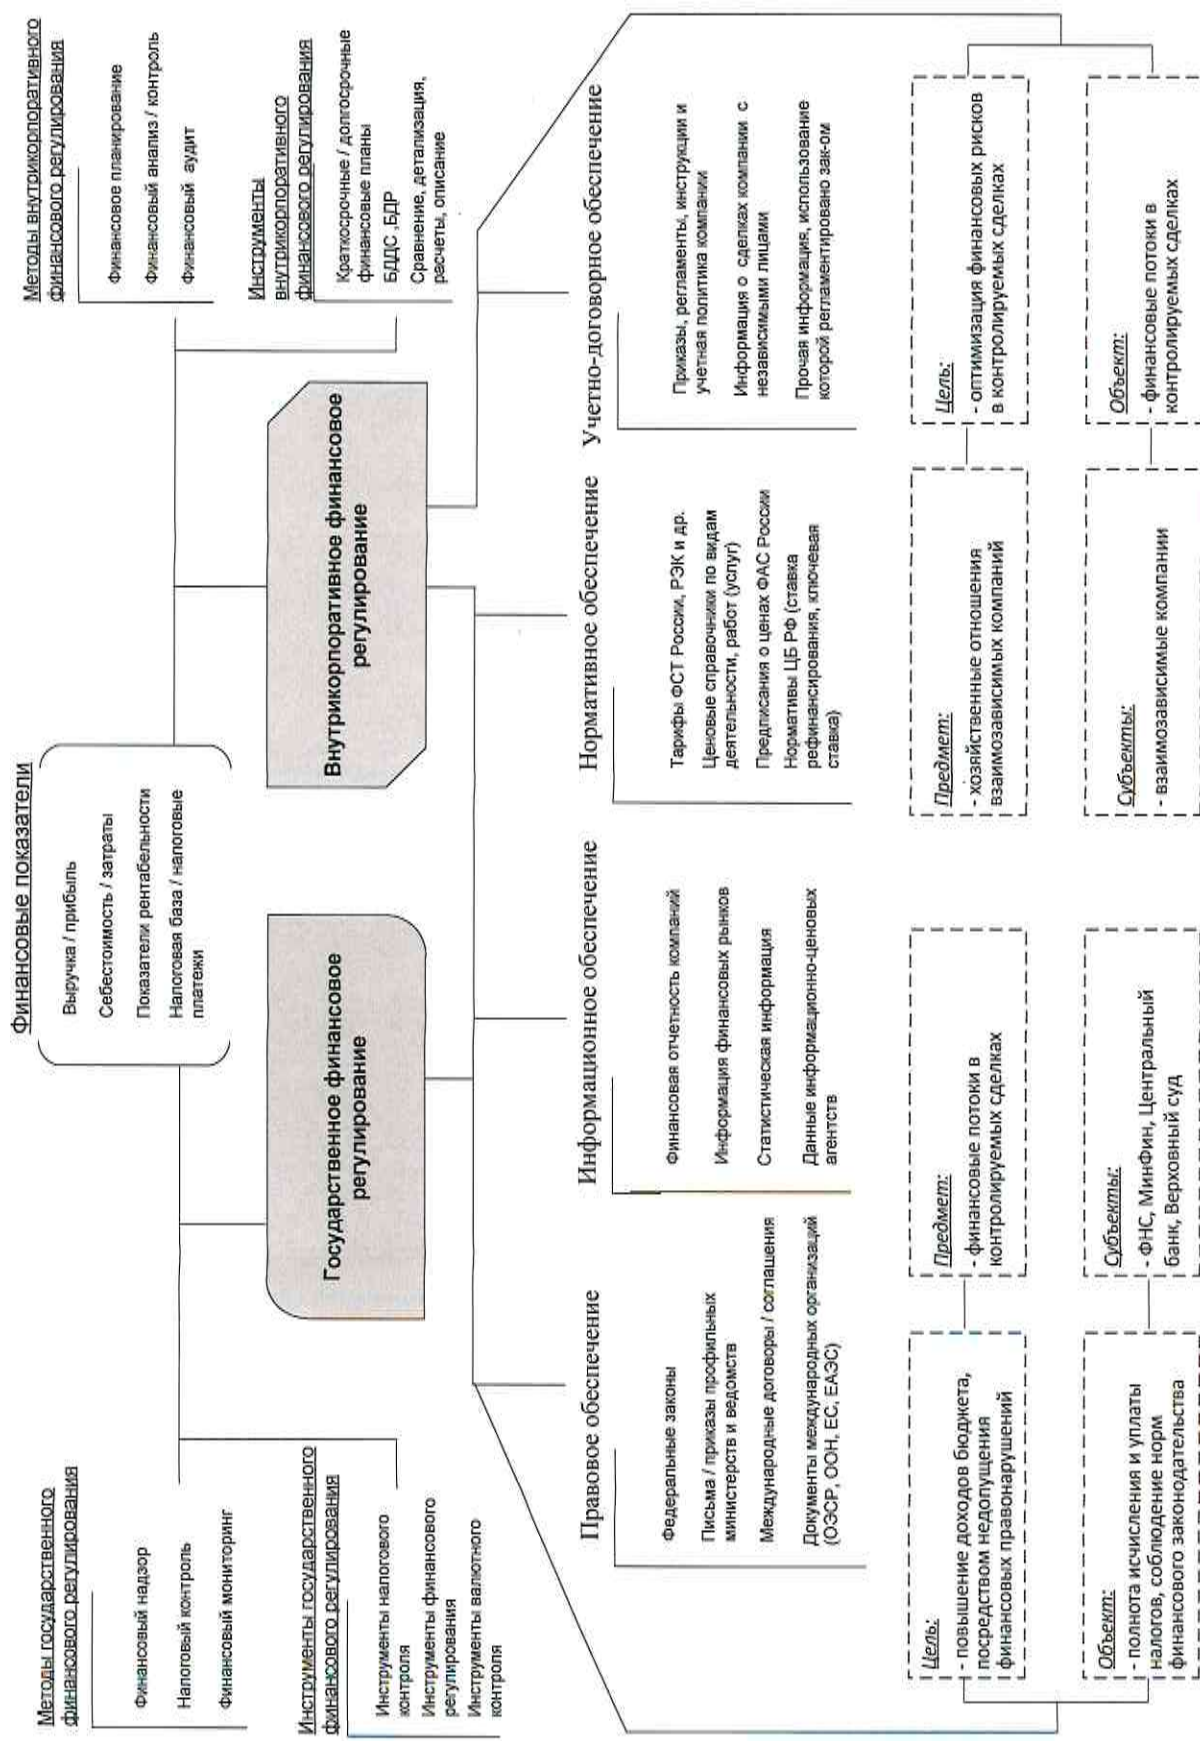 Финансовые показатели
Выручка / прибыль
Себестоимость / затраты
Показатели рентабельности
Налоговая база / налоговые
платежи
Методы государственного
финансового регулирования
Финансовый надзор
Налоговый контроль
Финансовый мониторинг
Инструменты государственного
финансового регулирования
Инструменты налогового
контроля
Инструменты финансового
регулирования
Инструменты валютного
контроля
Государственное финансовое
регулирование
Внутрикорпоративное финансовое
регулирование
Методы внутрикорпоративного
финансового регулирования
Финансовое планирование
Финансовый анализ / контроль
Финансовый аудит
Инструменты
внутрикорпоративного
финансового регулирования
Краткосрочные / долгосрочные
финансовые планы
БДДС ,БДР
Сравнение, детализация,
расчеты, описание
Правовое обеспечение
Федеральные законы
Письма / приказы профильных
министерств и ведомств
Международные договоры / соглашения
Документы международных организаций
(ОЭСР, ООН, ЕС, ЕАЭС)
Информационное обеспечение
Финансовая отчетность компаний
Информация финансовых рынков
Статистическая информация
Данные информационно-ценовых
агентств
Нормативное обеспечение
Тарифы ФСТ России, РЭК и др.
Ценовые справочники по видам
деятельности, работ (услуг)
Предписания о ценах ФАС России
Нормативы ЦБ РФ (ставка
рефинансирования, ключевая
ставка)
Учетно-договорное обеспечение
Приказы, регламенты, инструкции и
учетная политика компании
Информация о сделках компании с
независимыми лицами
Прочая информация, использование
которой регламентировано зак-ом
Цель:
- повышение доходов бюджета,
посредством недопущения
финансовых правонарушений
Предмет:
- финансовые потоки в
контролируемых сделках
Объект:
- полнота исчисления и уплаты
налогов, соблюдение норм
финансового законодательства
Субъекты:
- ФНС, МинФин, Центральный
банк, Верховный суд
Предмет:
- хозяйственные отношения
взаимозависимых компаний
Цель:
- оптимизация финансовых рисков
в контролируемых сделках
Субъекты:
- взаимозависимые компании
Объект:
- финансовые потоки в
контролируемых сделках